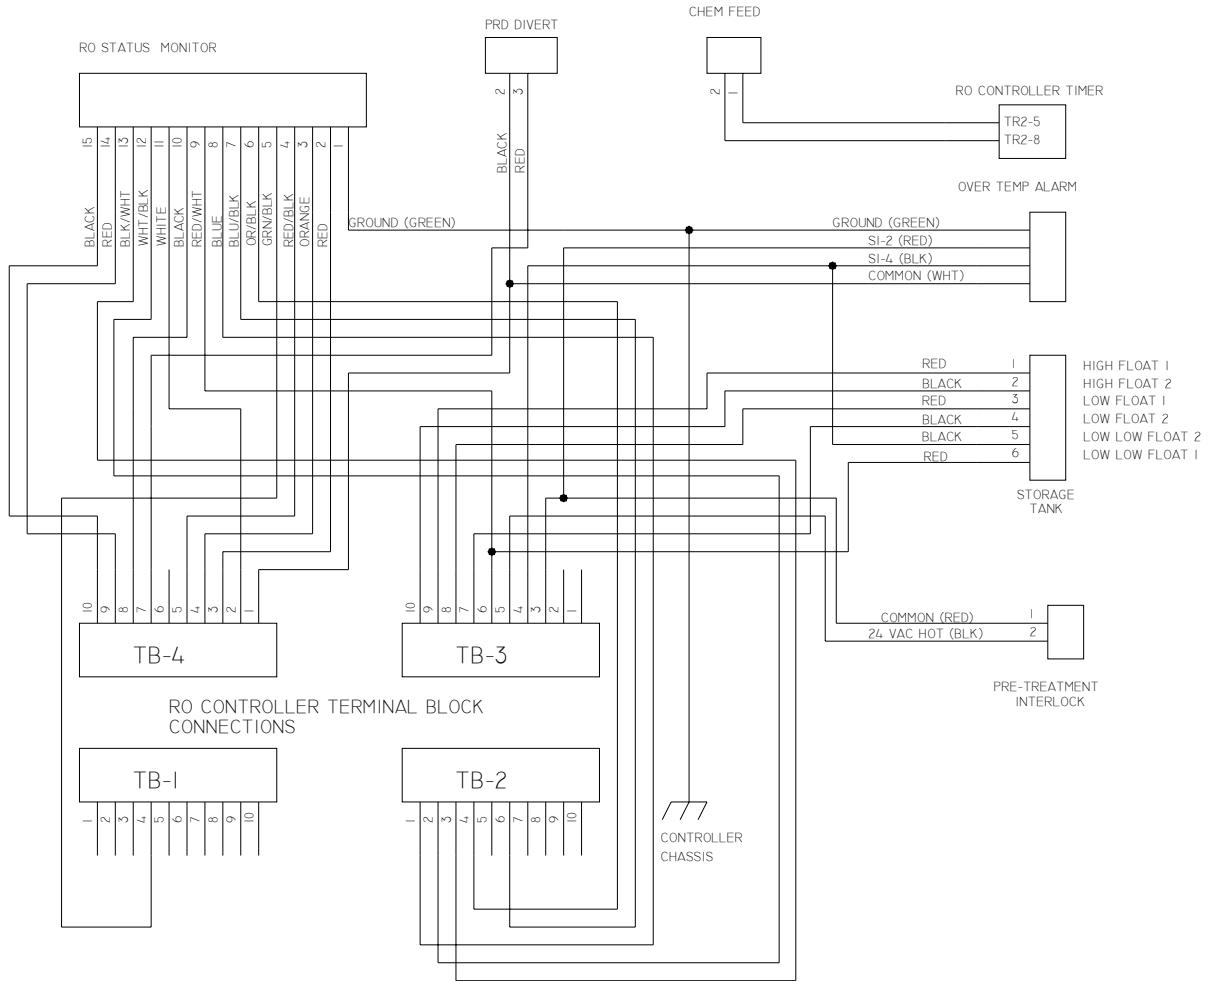 CHEM FEED
PRD DIVERT
RO STATUS MONITOR
2 1
2 3
RO CONTROLLER TIMER
TR2-5
TR2-8
15 14 13 12 11 10 9 8 7 6 5 4 3 2 1
BLACK
RED
OVER TEMP ALARM
BLACK
RED
BLK/WHT
WHT/BLK
WHITE
BLACK
RED/WHT
BLUE
BLU/BLK
OR/BLK
GRN/BLK
RED/BLK
ORANGE
RED
GROUND (GREEN)
GROUND (GREEN)
SI-2 (RED)
SI-4 (BLK)
COMMON (WHT)
RED 1 HIGH FLOAT 1
BLACK 2 HIGH FLOAT 2
RED 3 LOW FLOAT 1
BLACK 4 LOW FLOAT 2
BLACK 5 LOW LOW FLOAT 2
RED 6 LOW LOW FLOAT 1
STORAGE
TANK
10 9 8 7 6 5 4 3 2 1
10 9 8 7 6 5 4 3 2 1
COMMON (RED) 1
24 VAC HOT (BLK) 2
TB-4
TB-3
PRE-TREATMENT
INTERLOCK
RO CONTROLLER TERMINAL BLOCK
CONNECTIONS
TB-1
TB-2
1 2 3 4 5 6 7 8 9 10
1 2 3 4 5 6 7 8 9 10
CONTROLLER
CHASSIS